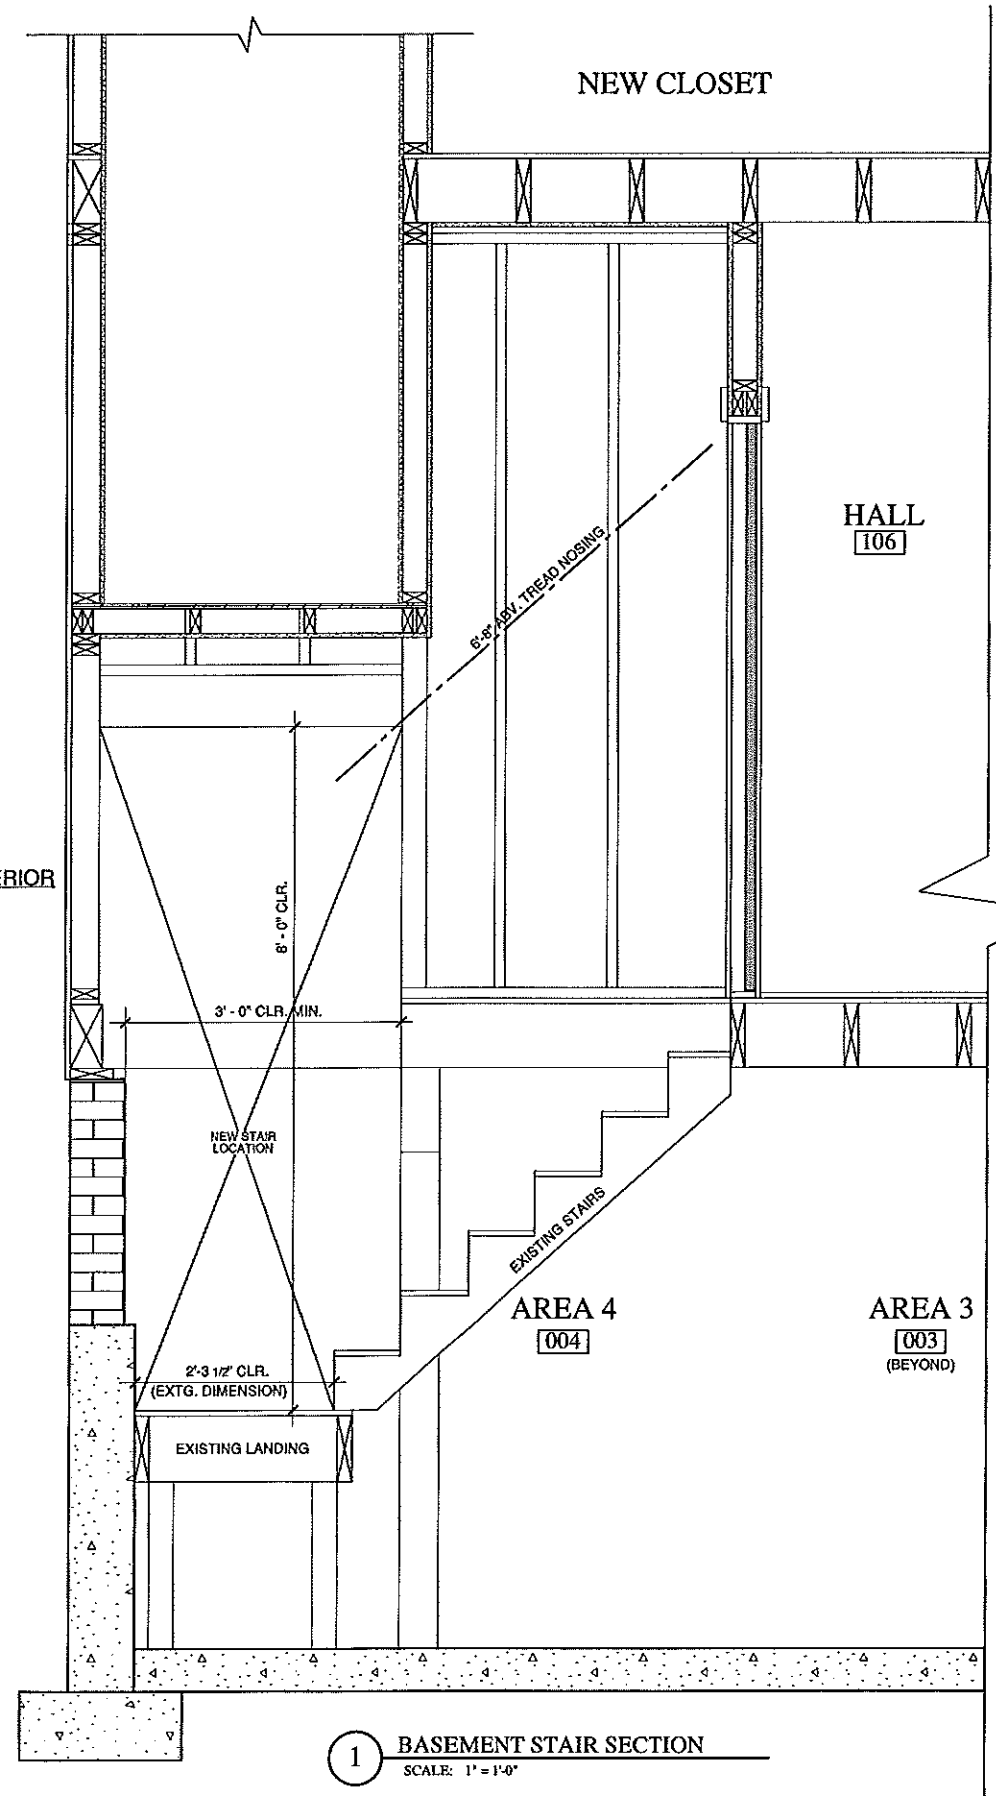 NEW CLOSET
HALL
106
6'-8" ABV. TREAD NOSING
ERIOR
8' - 0" CLR.
3' - 0" CLR. MIN.
NEW STAIR
LOCATION
EXISTING STAIRS
AREA 4
004
AREA 3
003
(BEYOND)
2'-3 1/2" CLR.
(EXTG. DIMENSION)
EXISTING LANDING
1
BASEMENT STAIR SECTION
SCALE: 1" = 1'-0"